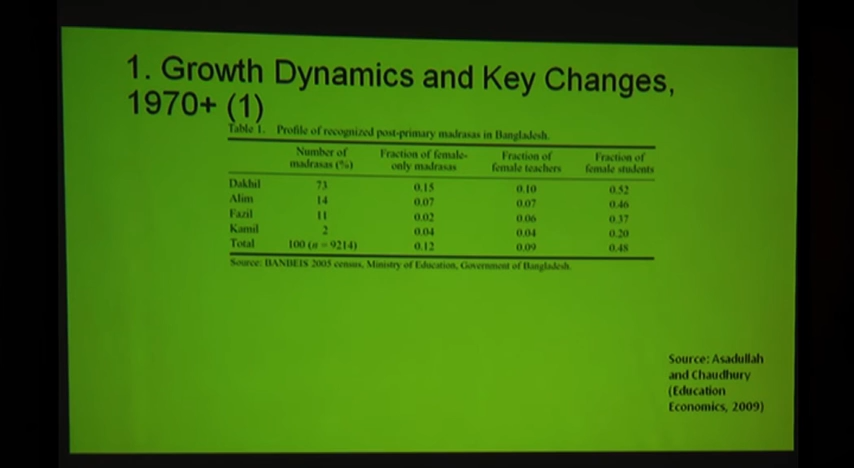 1. Growth Dynamics and Key Changes,
1970+ (1)
Table 1. Profile of recognized post-primary madrasas in Bangladesh.
Number of madrasas (%) Fraction of female-only madrasas Fraction of female teachers Fraction of female students
Dakhil 73 0.15 0.10 0.52
Alim 14 0.07 0.07 0.46
Fazil 11 0.02 0.06 0.37
Kamil 2 0.04 0.04 0.20
Total 100 (n = 9214) 0.12 0.09 0.48
Source: BANBEIS 2005 census, Ministry of Education, Government of Bangladesh.
Source: Asadullah
and Chaudhury
(Education
Economics, 2009)